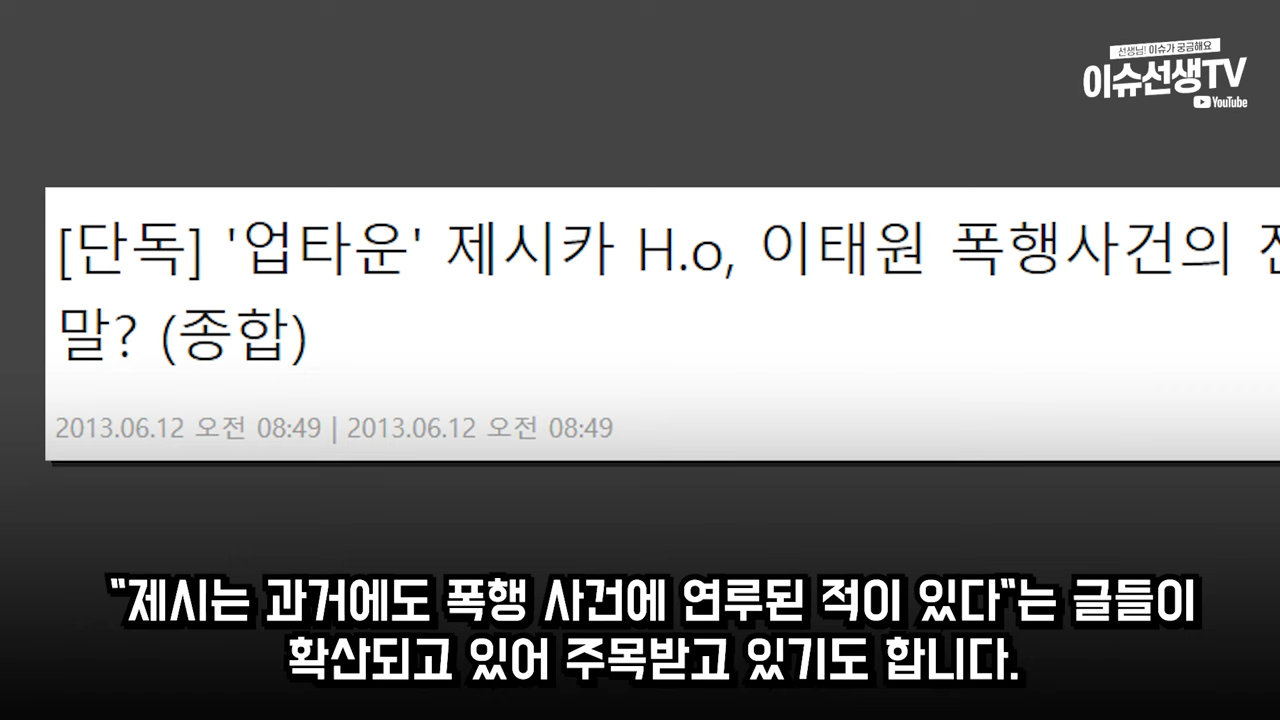 선생님! 이슈가 궁금해요
이슈선생TV
YouTube
[단독] '업타운' 제시카 H.o, 이태원 폭행사건의
말? (종합)
2013.06.12 오전 08:49 | 2013.06.12 오전 08:49
"제시는 과거에도 폭행 사건에 연루된 적이 있다"는 글들이
확산되고 있어 주목받고 있기도 합니다.